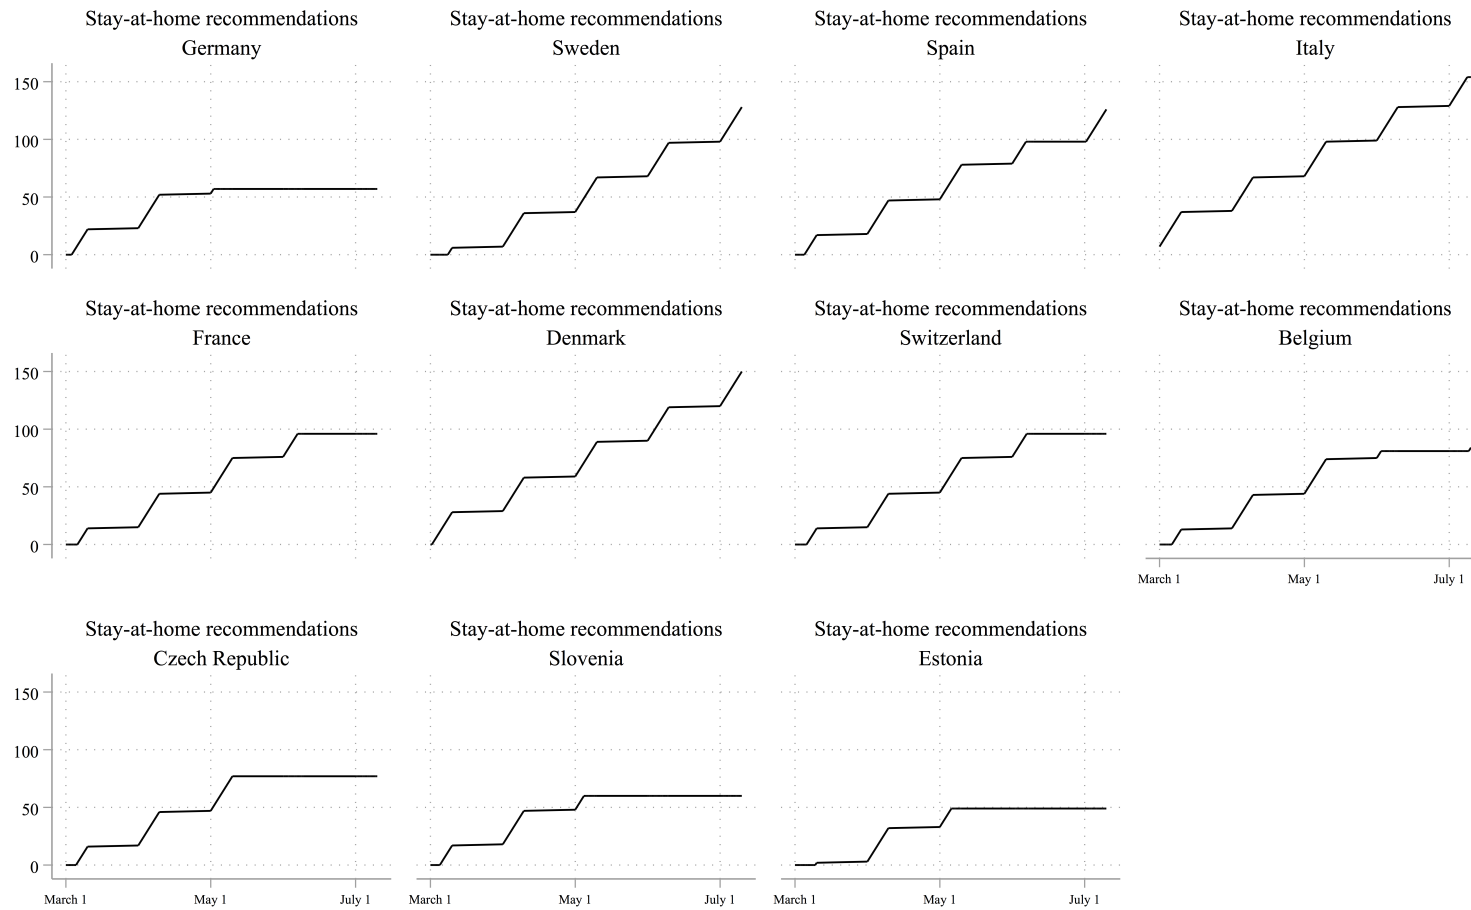 Stay-at-home recommendations
Germany
Stay-at-home recommendations
Sweden
Stay-at-home recommendations
Spain
Stay-at-home recommendations
Italy
150
100
50
0
Stay-at-home recommendations
France
Stay-at-home recommendations
Denmark
Stay-at-home recommendations
Switzerland
Stay-at-home recommendations
Belgium
150
100
50
0
March 1
May 1
July 1
Stay-at-home recommendations
Czech Republic
Stay-at-home recommendations
Slovenia
Stay-at-home recommendations
Estonia
150
100
50
0
March 1
May 1
July 1
March 1
May 1
July 1
March 1
May 1
July 1